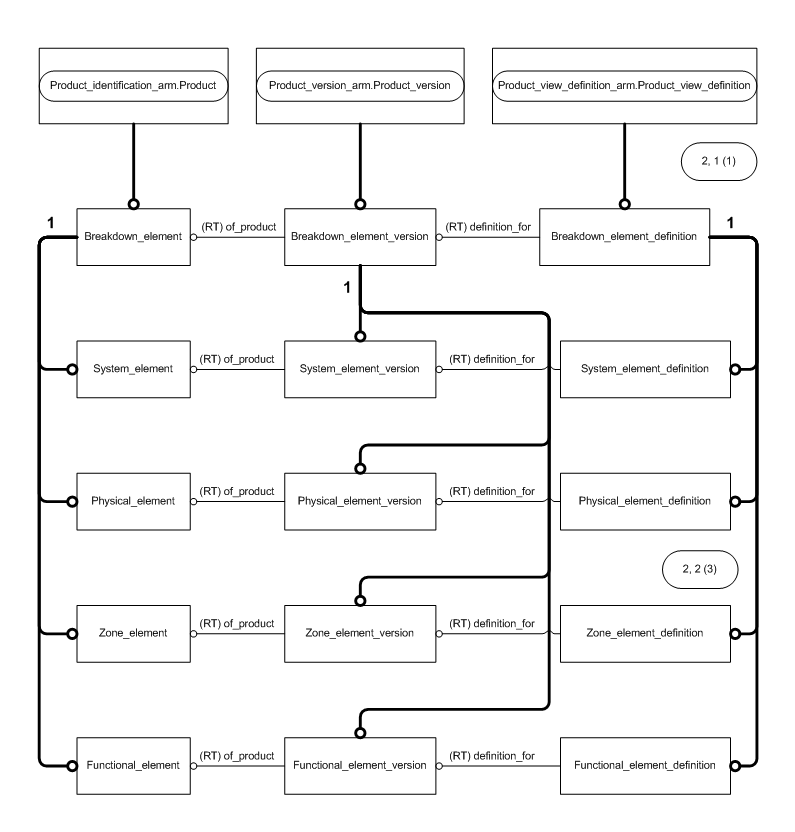 Product_identification_arm.Product
Product_version_arm.Product_version
Product_view_definition_arm.Product_view_definition
2, 1 (1)
1
Breakdown_element
(RT) of_product
Breakdown_element_version
(RT) definition_for
Breakdown_element_definition
1
1
System_element
(RT) of_product
System_element_version
(RT) definition_for
System_element_definition
Physical_element
(RT) of_product
Physical_element_version
(RT) definition_for
Physical_element_definition
2, 2 (3)
Zone_element
(RT) of_product
Zone_element_version
(RT) definition_for
Zone_element_definition
Functional_element
(RT) of_product
Functional_element_version
(RT) definition_for
Functional_element_definition